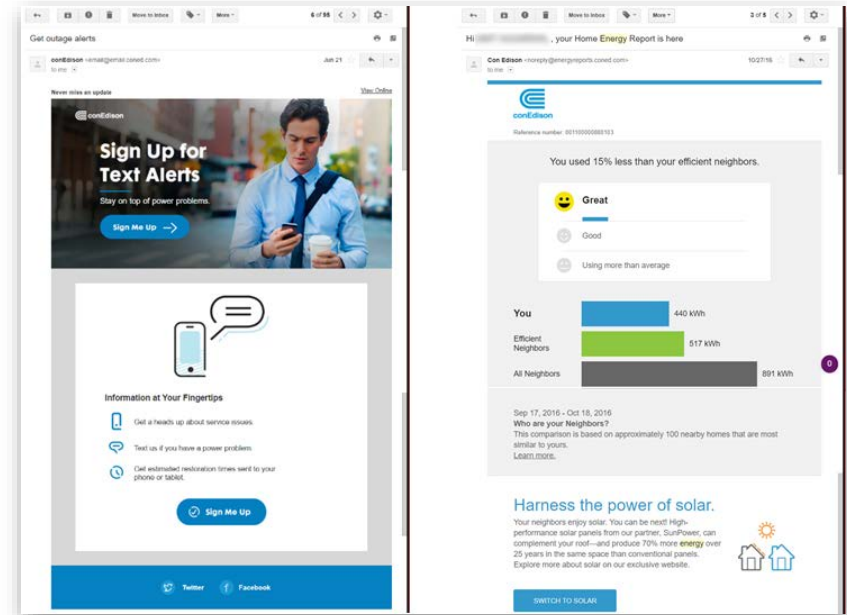 Move to Inbox
More
6 of 95
Get outage alerts
conEdison <email@email.coned.com>
Jun 21
to me
Never miss an update
View Online
conEdison
Sign Up for
Text Alerts
Stay on top of power problems.
Sign Me Up
Information at Your Fingertips
Get a heads up about service issues.
Text us if you have a power problem.
Get estimated restoration times sent to your
phone or tablet.
Sign Me Up
Twitter
Facebook
Move to Inbox
More
2 of 5
Hi , your Home Energy Report is here
Con Edison <noreply@energyreports.coned.com>
10/27/16
to me
conEdison
Reference number:
You used 15% less than your efficient neighbors.
Great
Good
Using more than average
You
440 kWh
Efficient
Neighbors
517 kWh
All Neighbors
891 kWh
0
Sep 17, 2016 - Oct 18, 2016
Who are your Neighbors?
This comparison is based on approximately 100 nearby homes that are most
similar to yours.
Learn more.
Harness the power of solar.
Your neighbors enjoy solar. You can be next! High-
performance solar panels from our partner, SunPower, can
complement your roof—and produce 70% more energy over
25 years in the same space than conventional panels.
Explore more about solar on our exclusive website.
SWITCH TO SOLAR